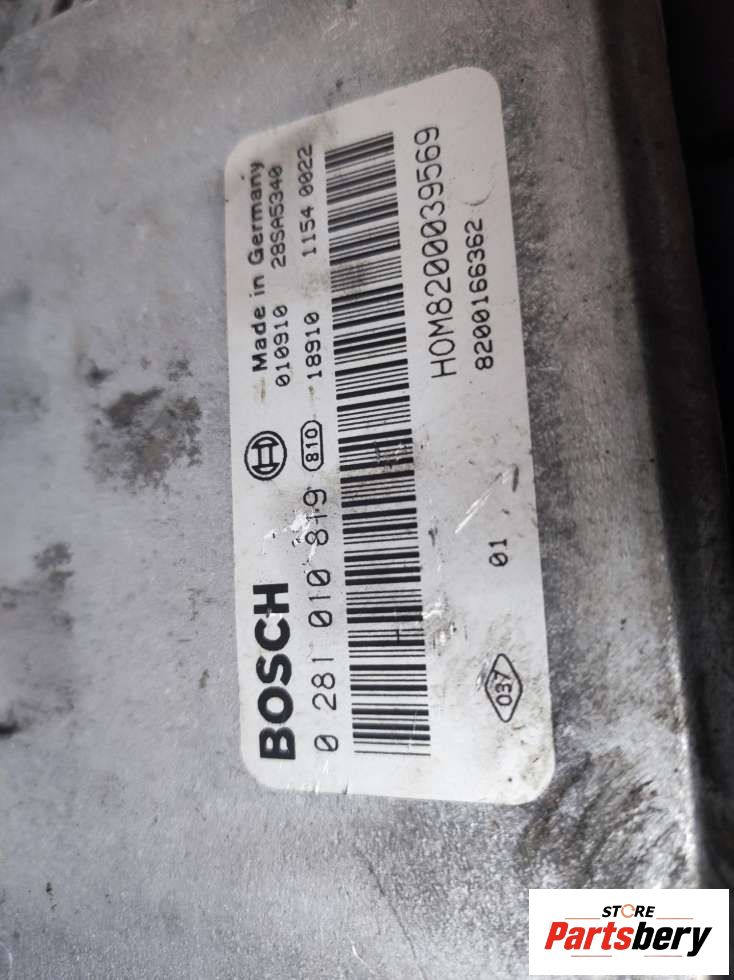 BOSCH
Made in Germany
010910 28SA5340
0 281 010 819
810
18910 1154 0022
HOM8200039569
01 8200166362
037
STORE
Partsbery